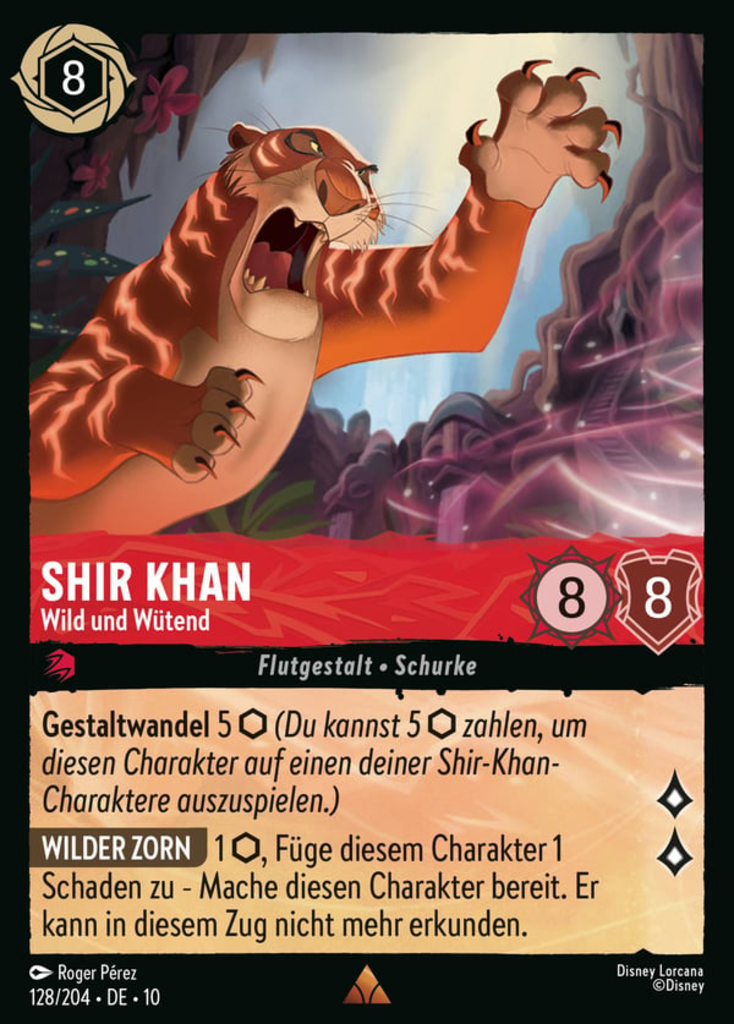 8
SHIR KHAN
Wild und Wütend
8
8
Flutgestalt • Schurke
Gestaltwandel 5 (Du kannst 5 zahlen, um
diesen Charakter auf einen deiner Shir-Khan-
Charaktere auszuspielen.)
WILDER ZORN 1, Füge diesem Charakter 1
Schaden zu - Mache diesen Charakter bereit. Er
kann in diesem Zug nicht mehr erkunden.
Roger Pérez
128/204 • DE • 10
Disney Lorcana
©Disney